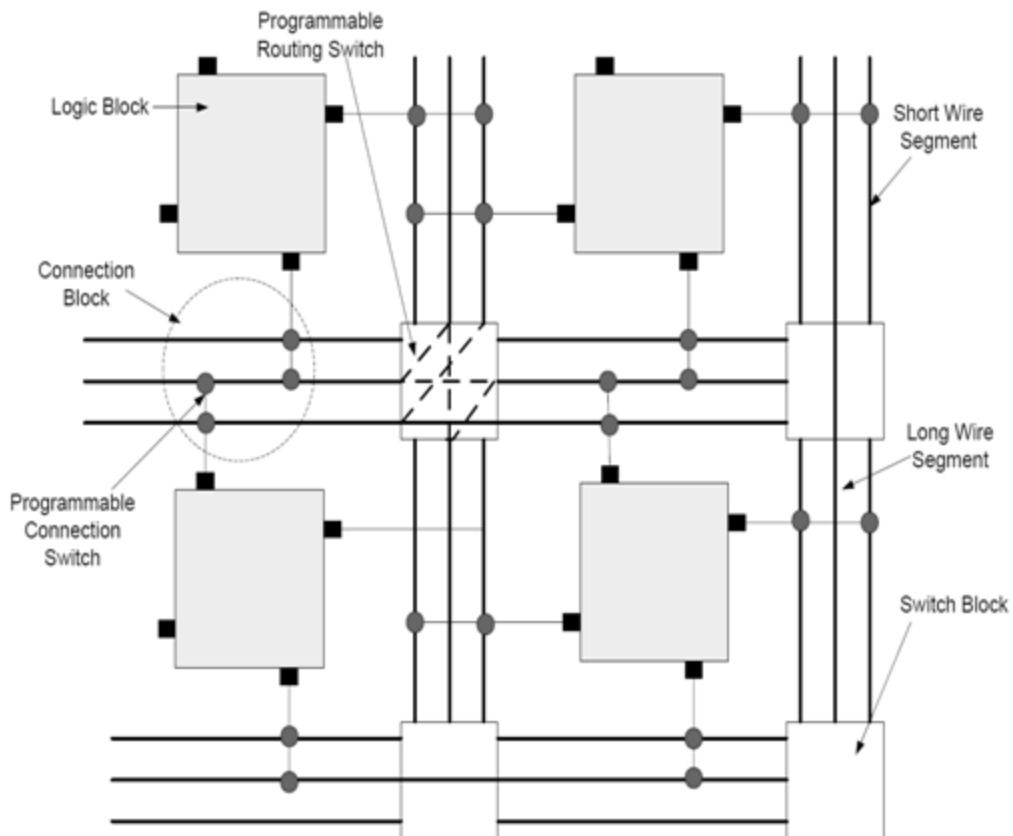 Programmable
Routing Switch
Logic Block
Short Wire
Segment
Connection
Block
Long Wire
Segment
Programmable
Connection
Switch
Switch Block